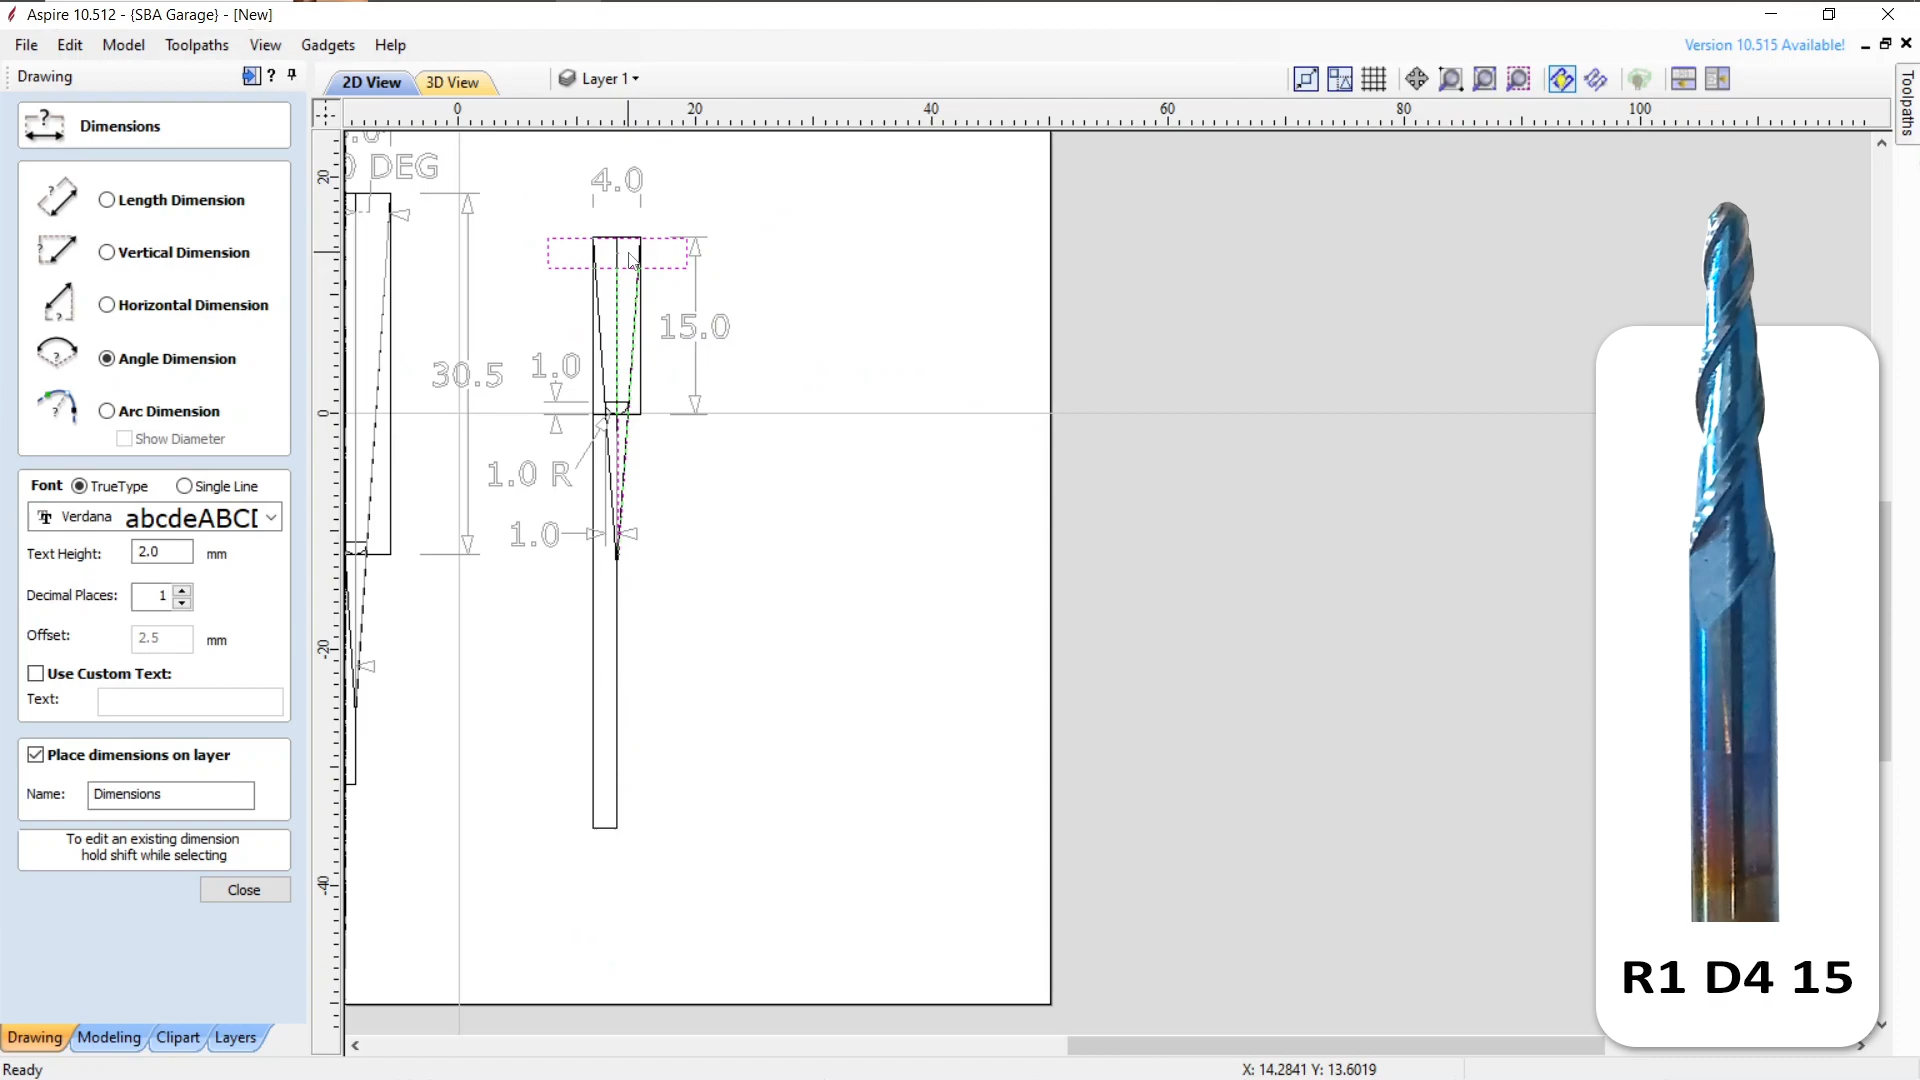 Aspire 10.512 - {SBA Garage} - [New]
File Edit Model Toolpaths View Gadgets Help
Version 10.515 Available!
Drawing
?
2D View
3D View
Layer 1
Toolpaths
Dimensions
0 20 40 60 80 100
20
0
-20
-40
Length Dimension
Vertical Dimension
Horizontal Dimension
Angle Dimension
Arc Dimension
Show Diameter
Font TrueType Single Line
Verdana abcdeABCD
Text Height: 2.0 mm
Decimal Places: 1
Offset: 2.5 mm
Use Custom Text:
Text:
Place dimensions on layer
Name: Dimensions
To edit an existing dimension
hold shift while selecting
Close
Drawing Modeling Clipart Layers
DEG
4.0
15.0
30.5
1.0
1.0 R
1.0
R1 D4 15
Ready
X: 14.2841 Y: 13.6019